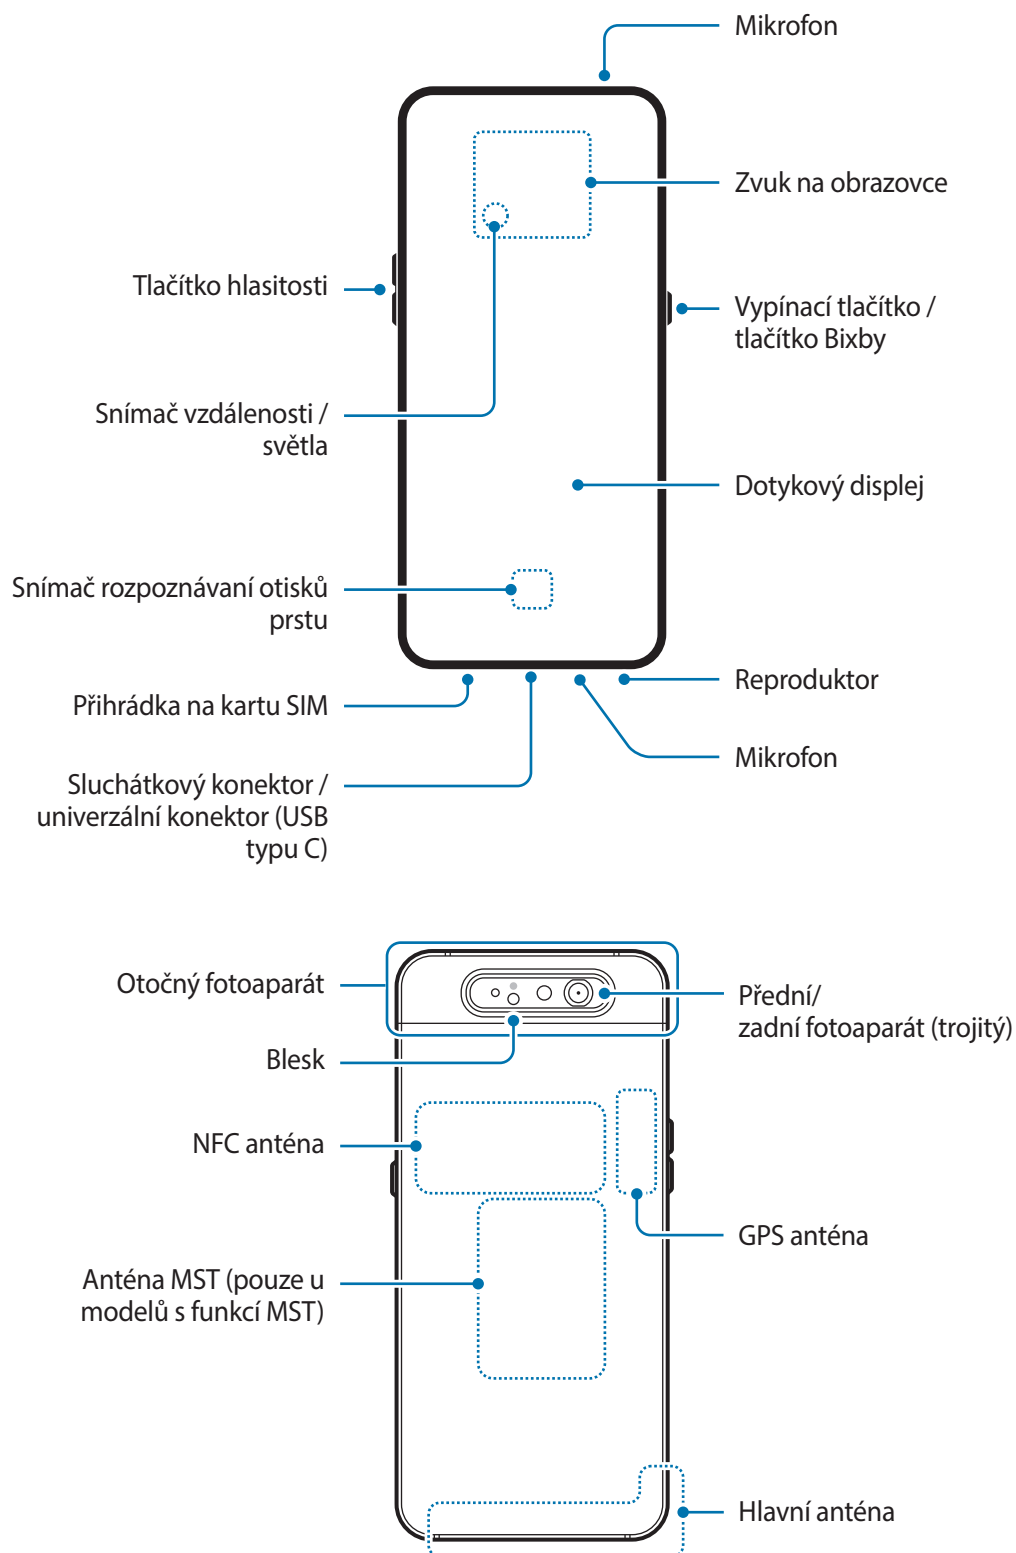 Mikrofon
Zvuk na obrazovce
Tlačítko hlasitosti
Vypínací tlačítko /
tlačítko Bixby
Snímač vzdálenosti /
světla
Dotykový displej
Snímač rozpoznávaní otisků
prstu
Reproduktor
Přihrádka na kartu SIM
Mikrofon
Sluchátkový konektor /
univerzální konektor (USB
typu C)
Otočný fotoaparát
Přední/
zadní fotoaparát (trojitý)
Blesk
NFC anténa
GPS anténa
Anténa MST (pouze u
modelů s funkcí MST)
Hlavní anténa